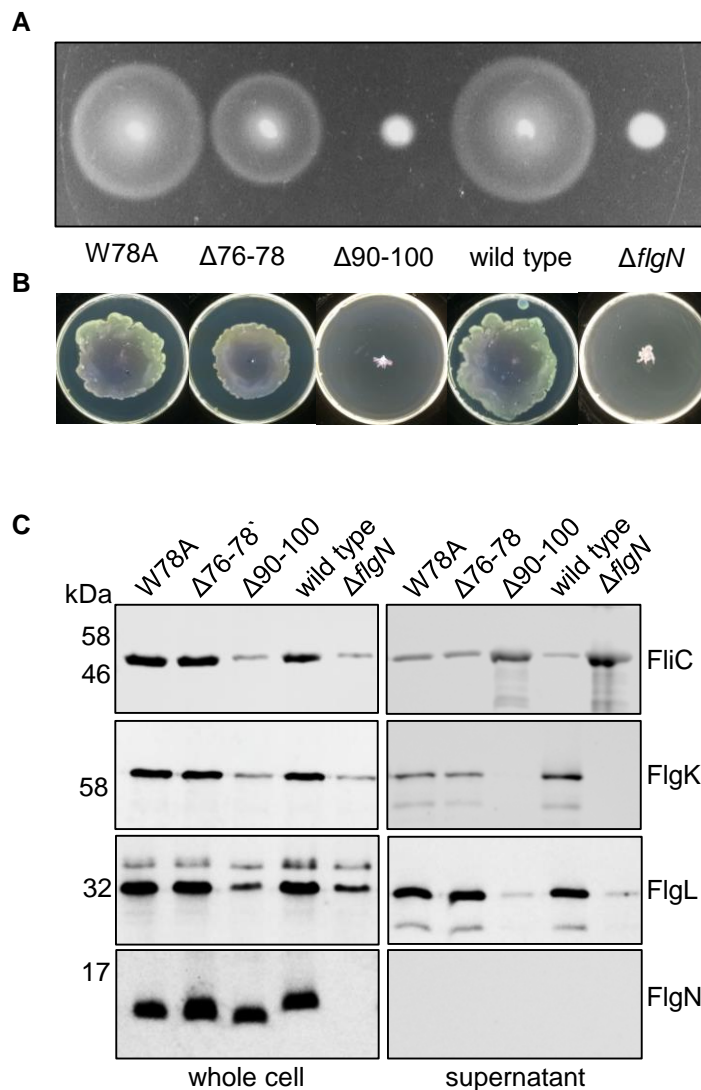 A
W78A Δ76-78 Δ90-100 wild type ΔflgN
B
C
W78A Δ76-78` Δ90-100 wild type ΔflgN W78A Δ76-78 Δ90-100 wild type ΔflgN
kDa
58
46
FliC
58
FlgK
32
FlgL
17
FlgN
whole cell supernatant